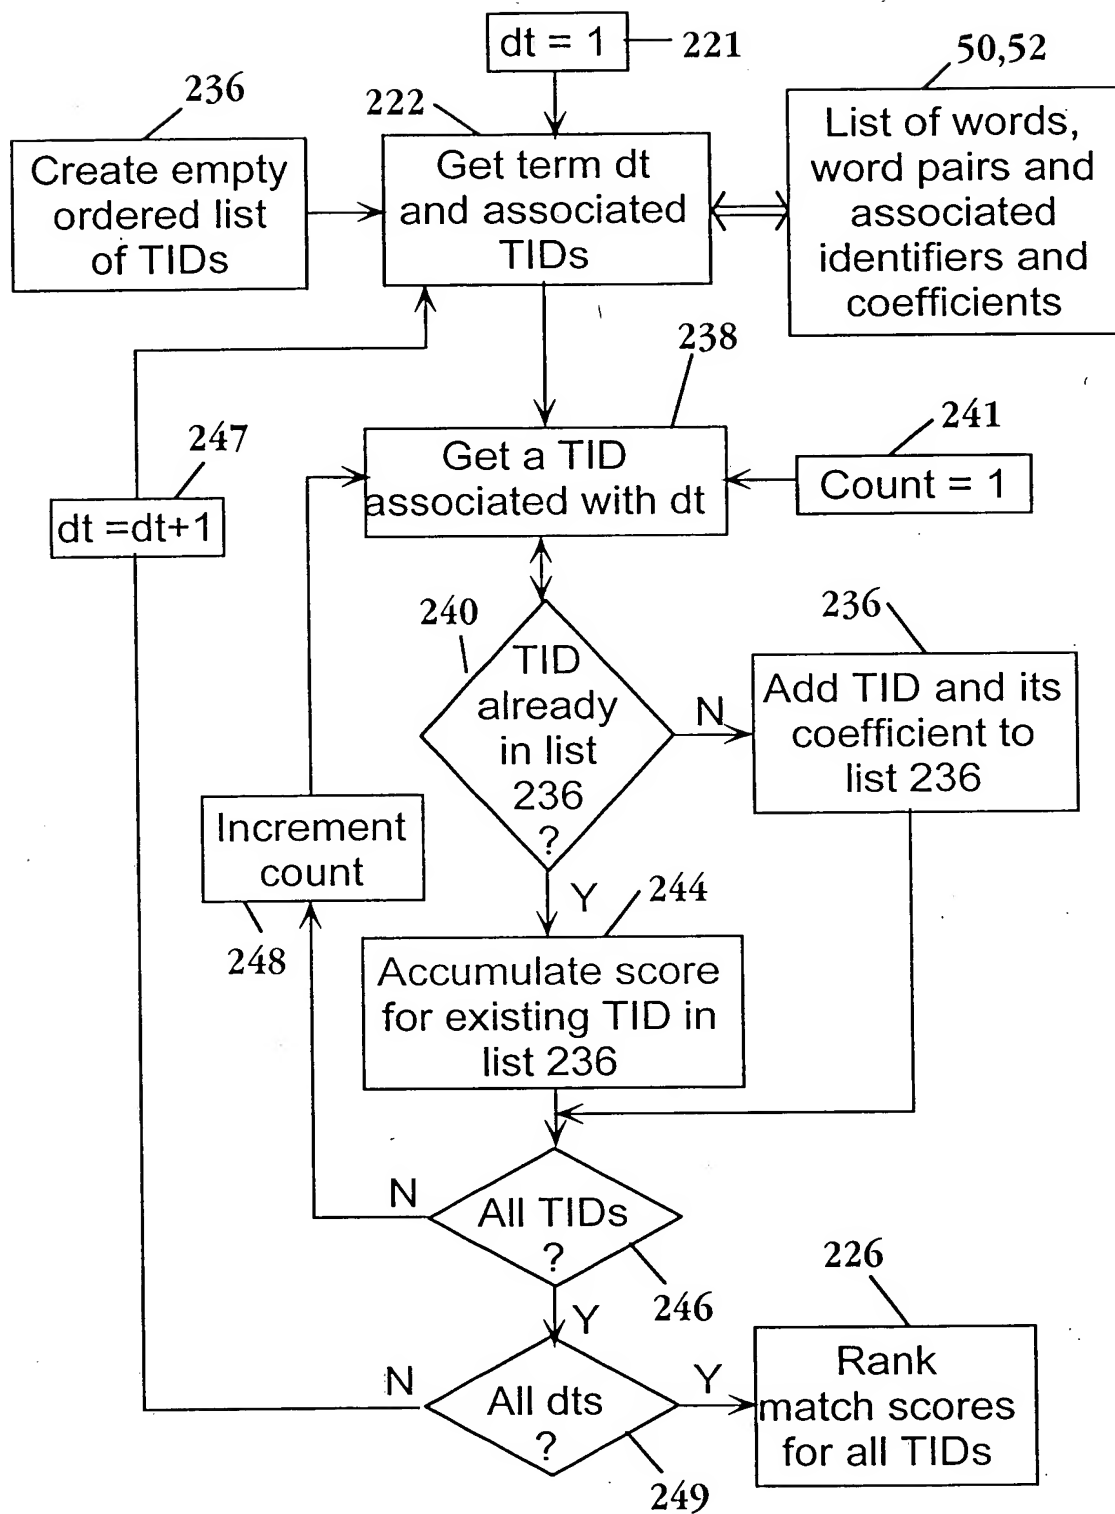 dt = 1
221
50,52
236
222
Create empty
ordered list
of TIDs
Get term dt
and associated
TIDs
List of words,
word pairs and
associated
identifiers and
coefficients
238
247
241
dt =dt+1
Get a TID
associated with dt
Count = 1
240
236
TID
already
in list
236
?
N
Add TID and its
coefficient to
list 236
Increment
count
248
Y
244
Accumulate score
for existing TID in
list 236
N
All TIDs
?
246
226
Y
N
All dts
?
Y
249
Rank
match scores
for all TIDs